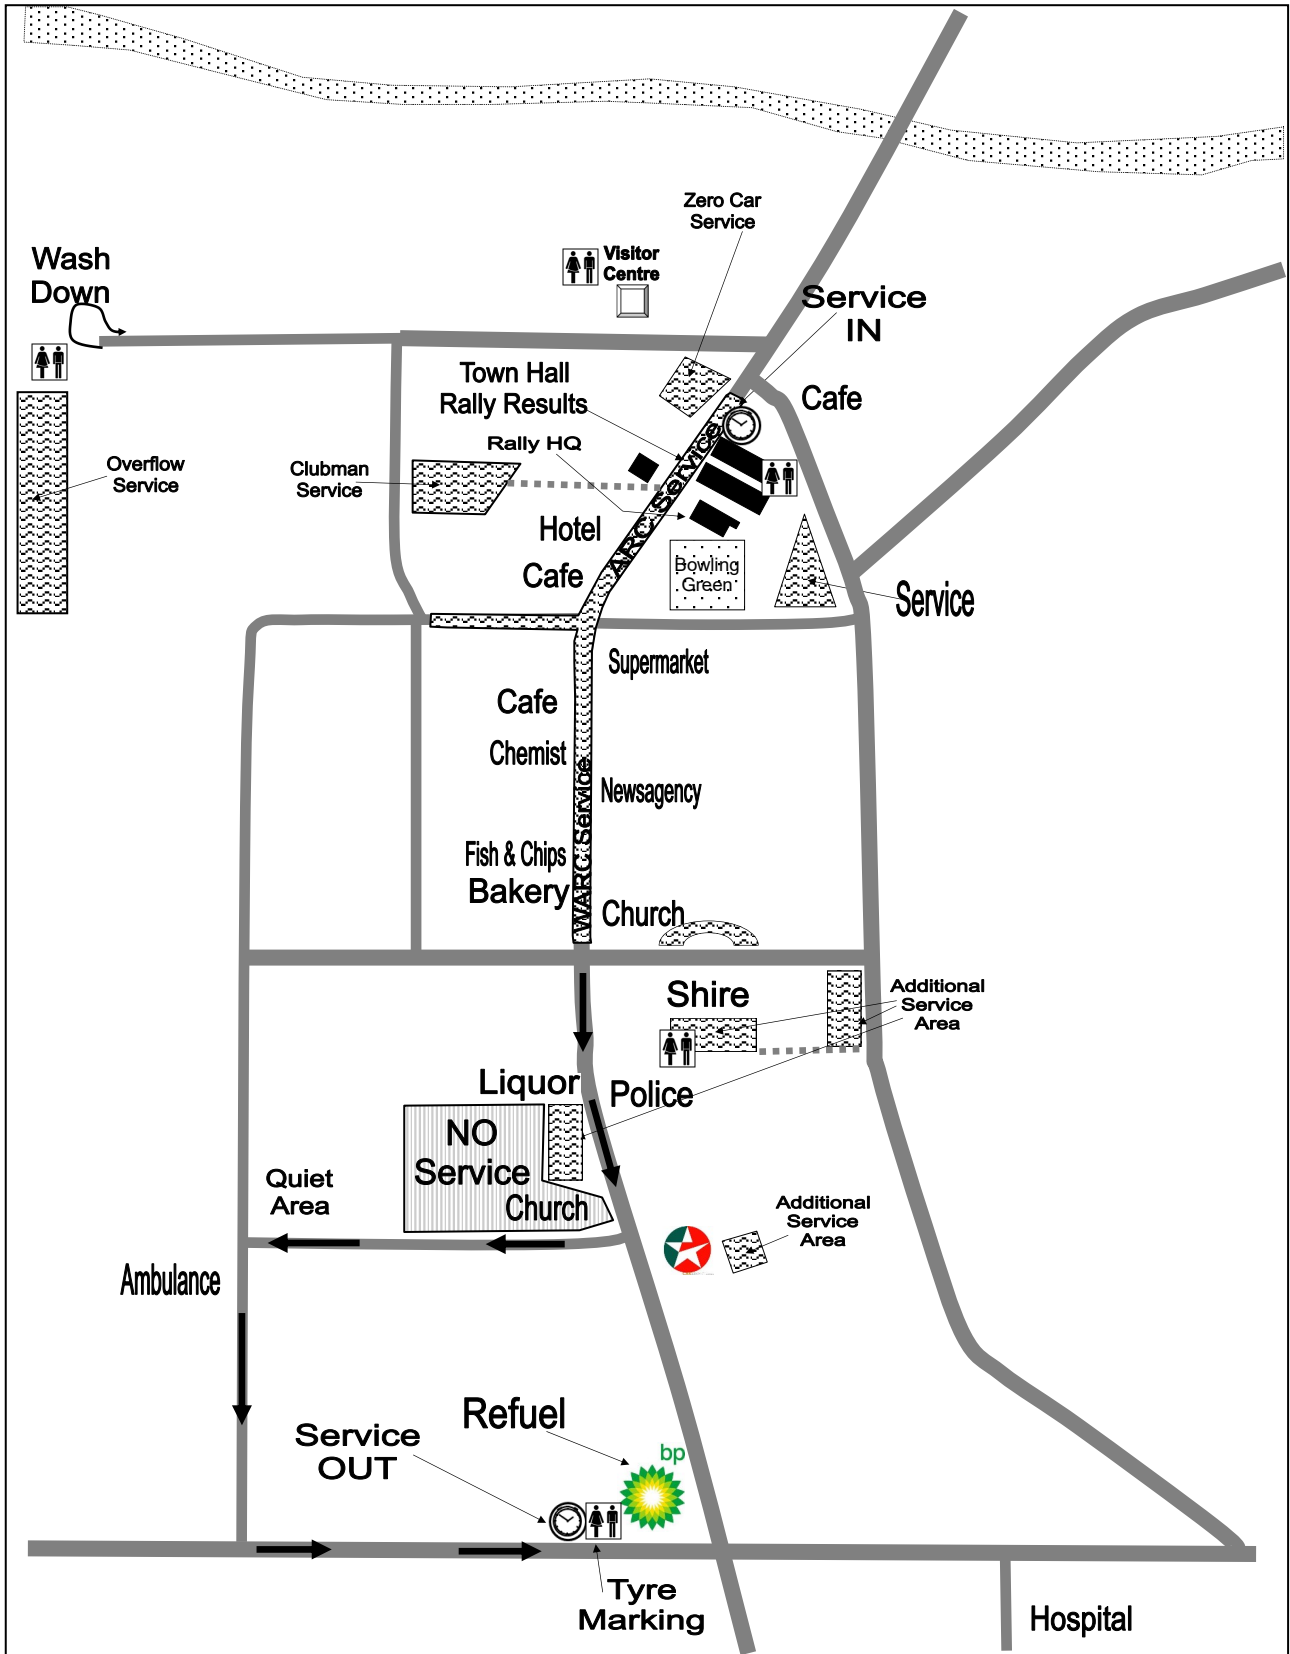 Zero Car
Service
Visitor
Centre
Wash
Down
Service
IN
Town Hall
Rally Results
Cafe
Rally HQ
ARC Service
Overflow
Service
Clubman
Service
Hotel
Cafe
Bowling
Green
Service
Supermarket
Cafe
Chemist
Newsagency
WARC Service
Fish & Chips
Bakery
Church
Shire
Additional
Service
Area
Liquor
Police
NO
Service
Church
Quiet
Area
Additional
Service
Area
Ambulance
Refuel
Service
OUT
bp
Tyre
Marking
Hospital